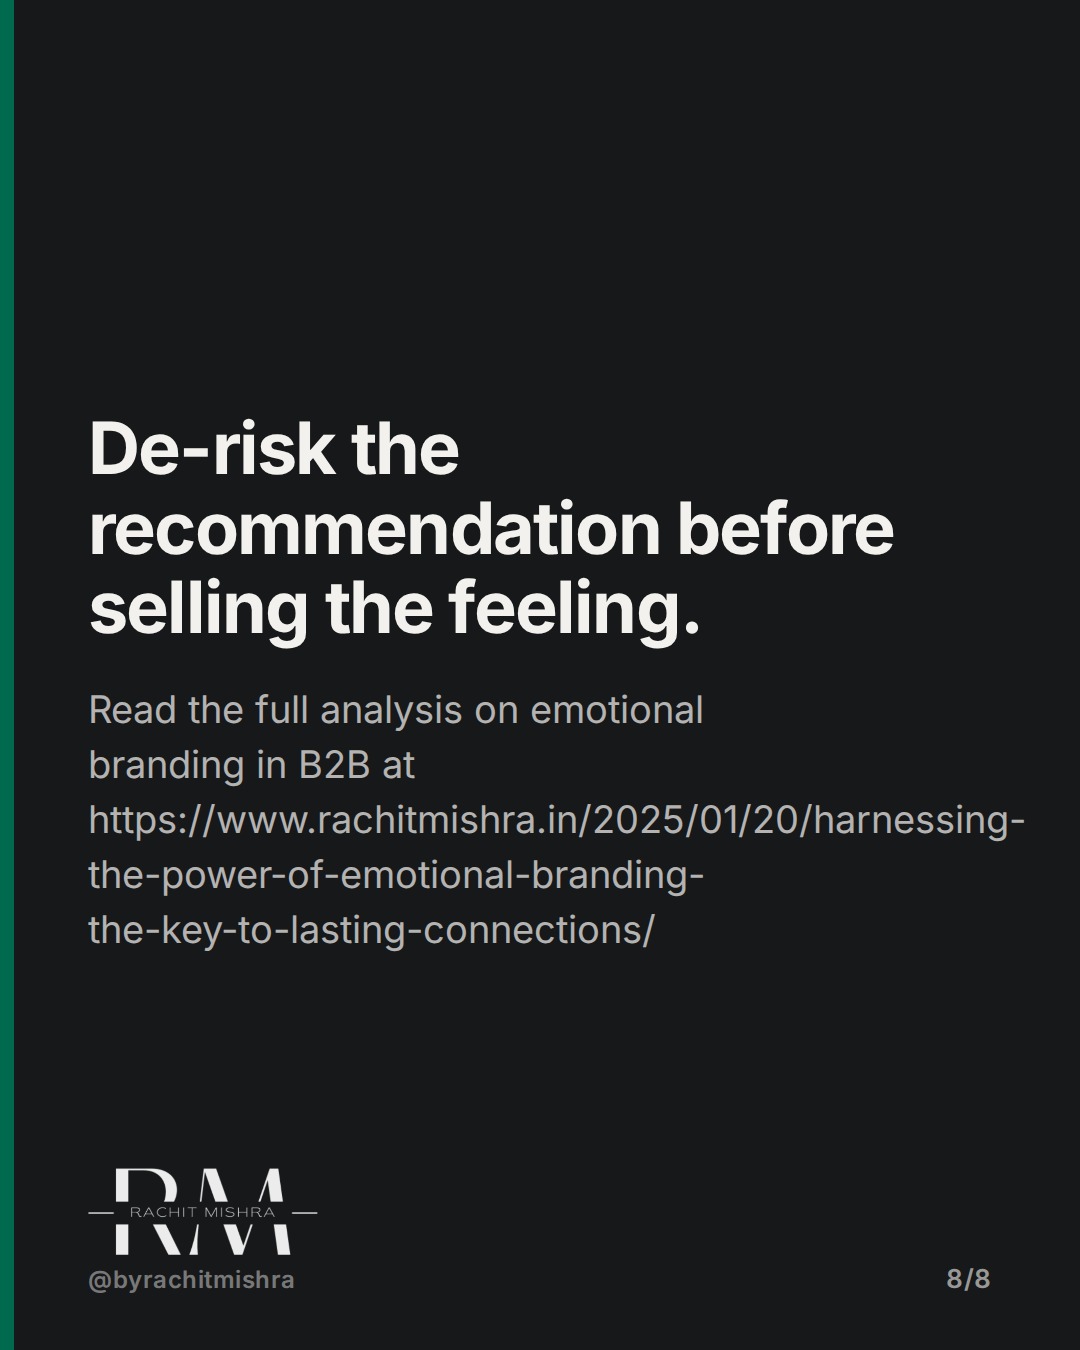 De-risk the
recommendation before
selling the feeling.
Read the full analysis on emotional
branding in B2B at
https://www.rachitmishra.in/2025/01/20/harnessing-
the-power-of-emotional-branding-
the-key-to-lasting-connections/
RM
RACHIT MISHRA
@byrachitmishra
8/8